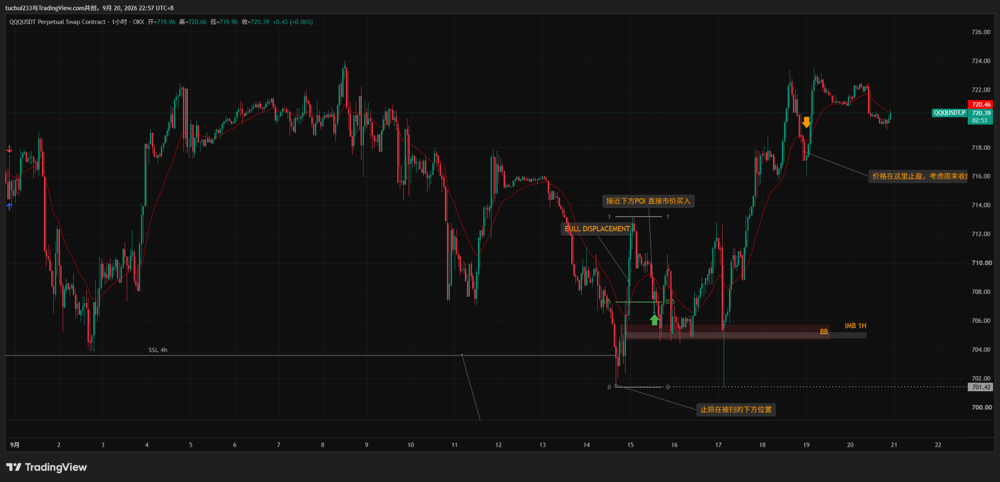 tuchui233与TradingView.com共创，9月 20, 2026 22:57 UTC+8
QQQUSDT Perpetual Swap Contract · 1小时 · OKX 开=719.96 高=720.66 低=719.96 收=720.39 +0.43 (+0.06%)
726.00
724.00
722.00
720.46
QQQUSDT.P 720.39
02:53
718.00
价格在这里止盈，考虑周末收
716.00
接近下方POI 直接市价买入
714.00
1 1
BULL DISPLACEMENT
712.00
710.00
708.00
0.5 0.5
706.00
IMB 1H
BB
SSL 4h
704.00
702.00
0 0
701.42
止损在被扫的下方位置
700.00
9月 2 3 4 5 6 7 8 9 10 11 12 13 14 15 16 17 18 19 20 21 22
TradingView